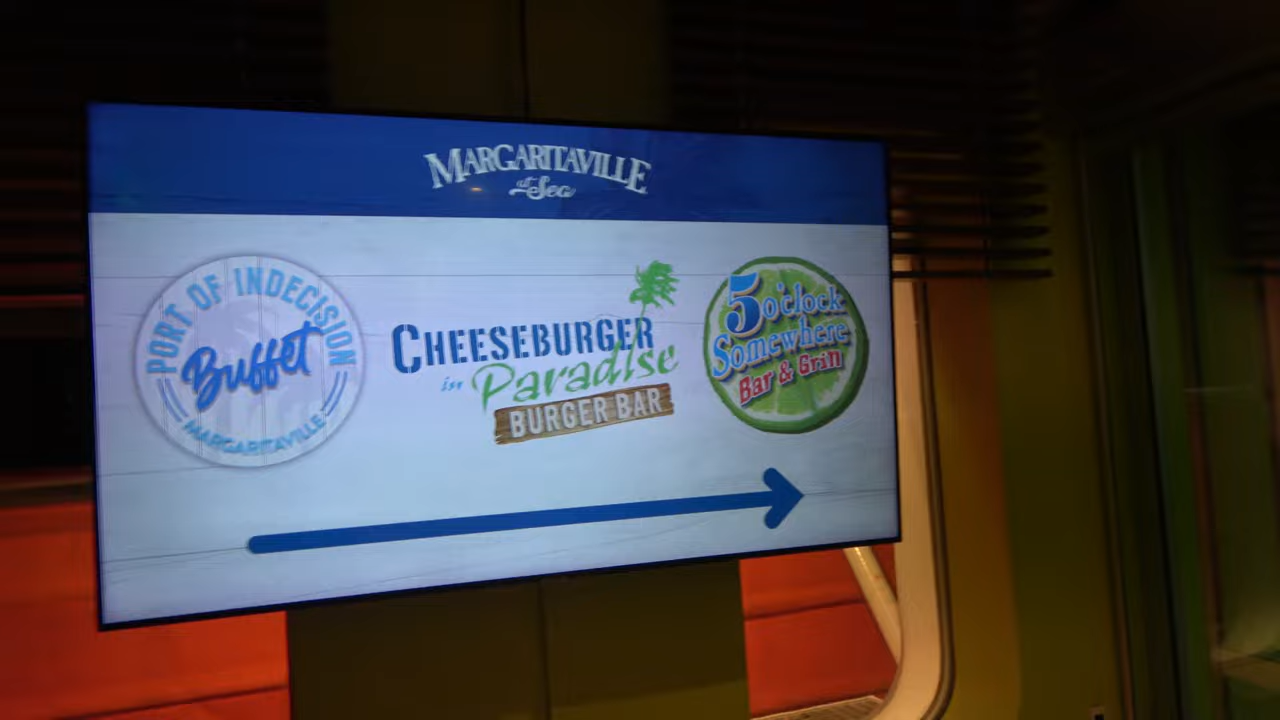 MARGARITAVILLE
at Sea
PORT OF INDECISION
Buffet
MARGARITAVILLE
CHEESEBURGER
in Paradise
BURGER BAR
5 o'clock
Somewhere
Bar & Grill